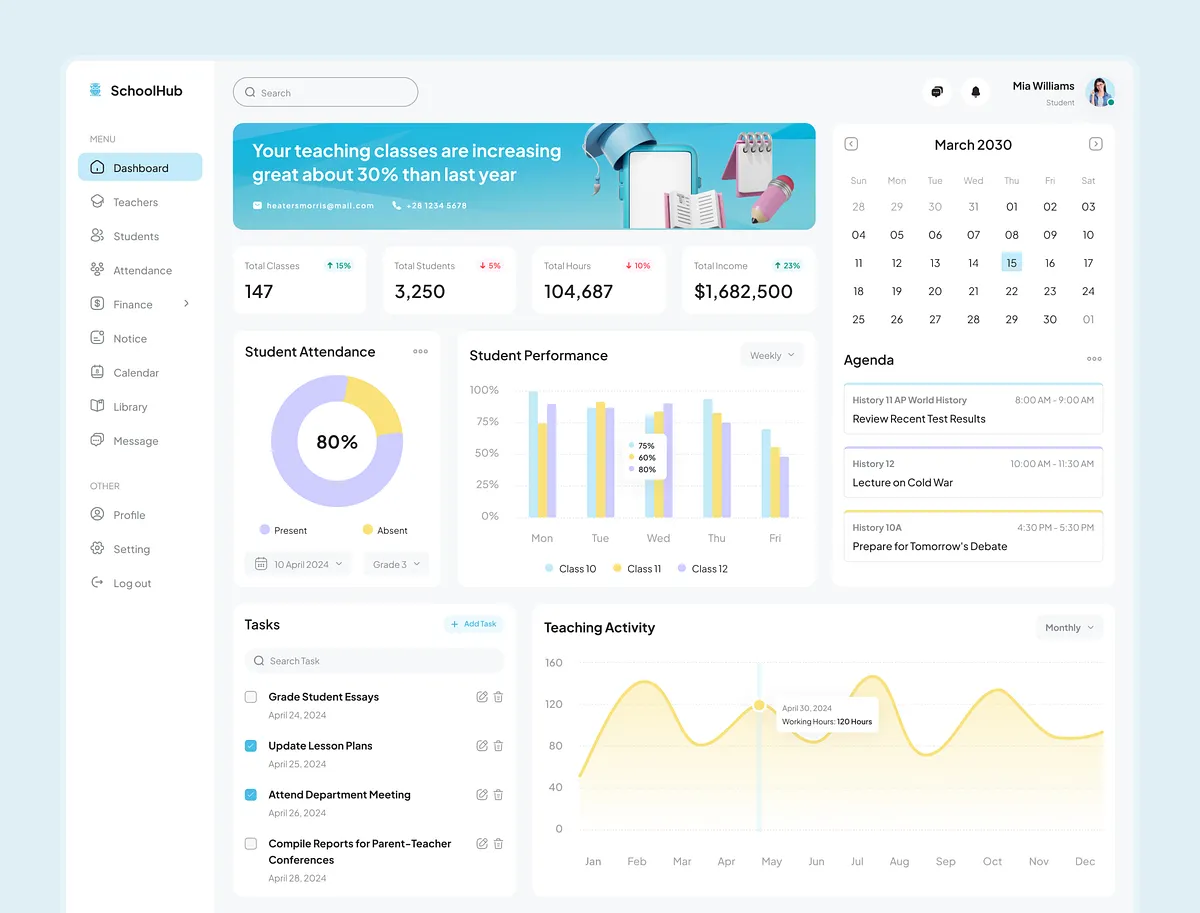 SchoolHub
MENU
Dashboard
Teachers
Students
Attendance
Finance
Notice
Calendar
Library
Message
OTHER
Profile
Setting
Log out
Search
Mia Williams
Student
Your teaching classes are increasing
great about 30% than last year
heatersmorris@mail.com +28 1234 5678
Total Classes 15%
147
Total Students 5%
3,250
Total Hours 10%
104,687
Total Income 23%
$1,682,500
Student Attendance
80%
Present Absent
10 April 2024 Grade 3
Student Performance
Weekly
100%
75%
50%
25%
0%
75%
60%
80%
Mon Tue Wed Thu Fri
Class 10 Class 11 Class 12
March 2030
Sun Mon Tue Wed Thu Fri Sat
28 29 30 31 01 02 03
04 05 06 07 08 09 10
11 12 13 14 15 16 17
18 19 20 21 22 23 24
25 26 27 28 29 30 01
Agenda
History 11 AP World History 8:00 AM - 9:00 AM
Review Recent Test Results
History 12 10:00 AM - 11:30 AM
Lecture on Cold War
History 10A 4:30 PM - 5:30 PM
Prepare for Tomorrow's Debate
Tasks
+ Add Task
Search Task
Grade Student Essays
April 24, 2024
Update Lesson Plans
April 25, 2024
Attend Department Meeting
April 26, 2024
Compile Reports for Parent-Teacher
Conferences
April 28, 2024
Teaching Activity
Monthly
160
120
80
40
0
April 30, 2024
Working Hours: 120 Hours
Jan Feb Mar Apr May Jun Jul Aug Sep Oct Nov Dec